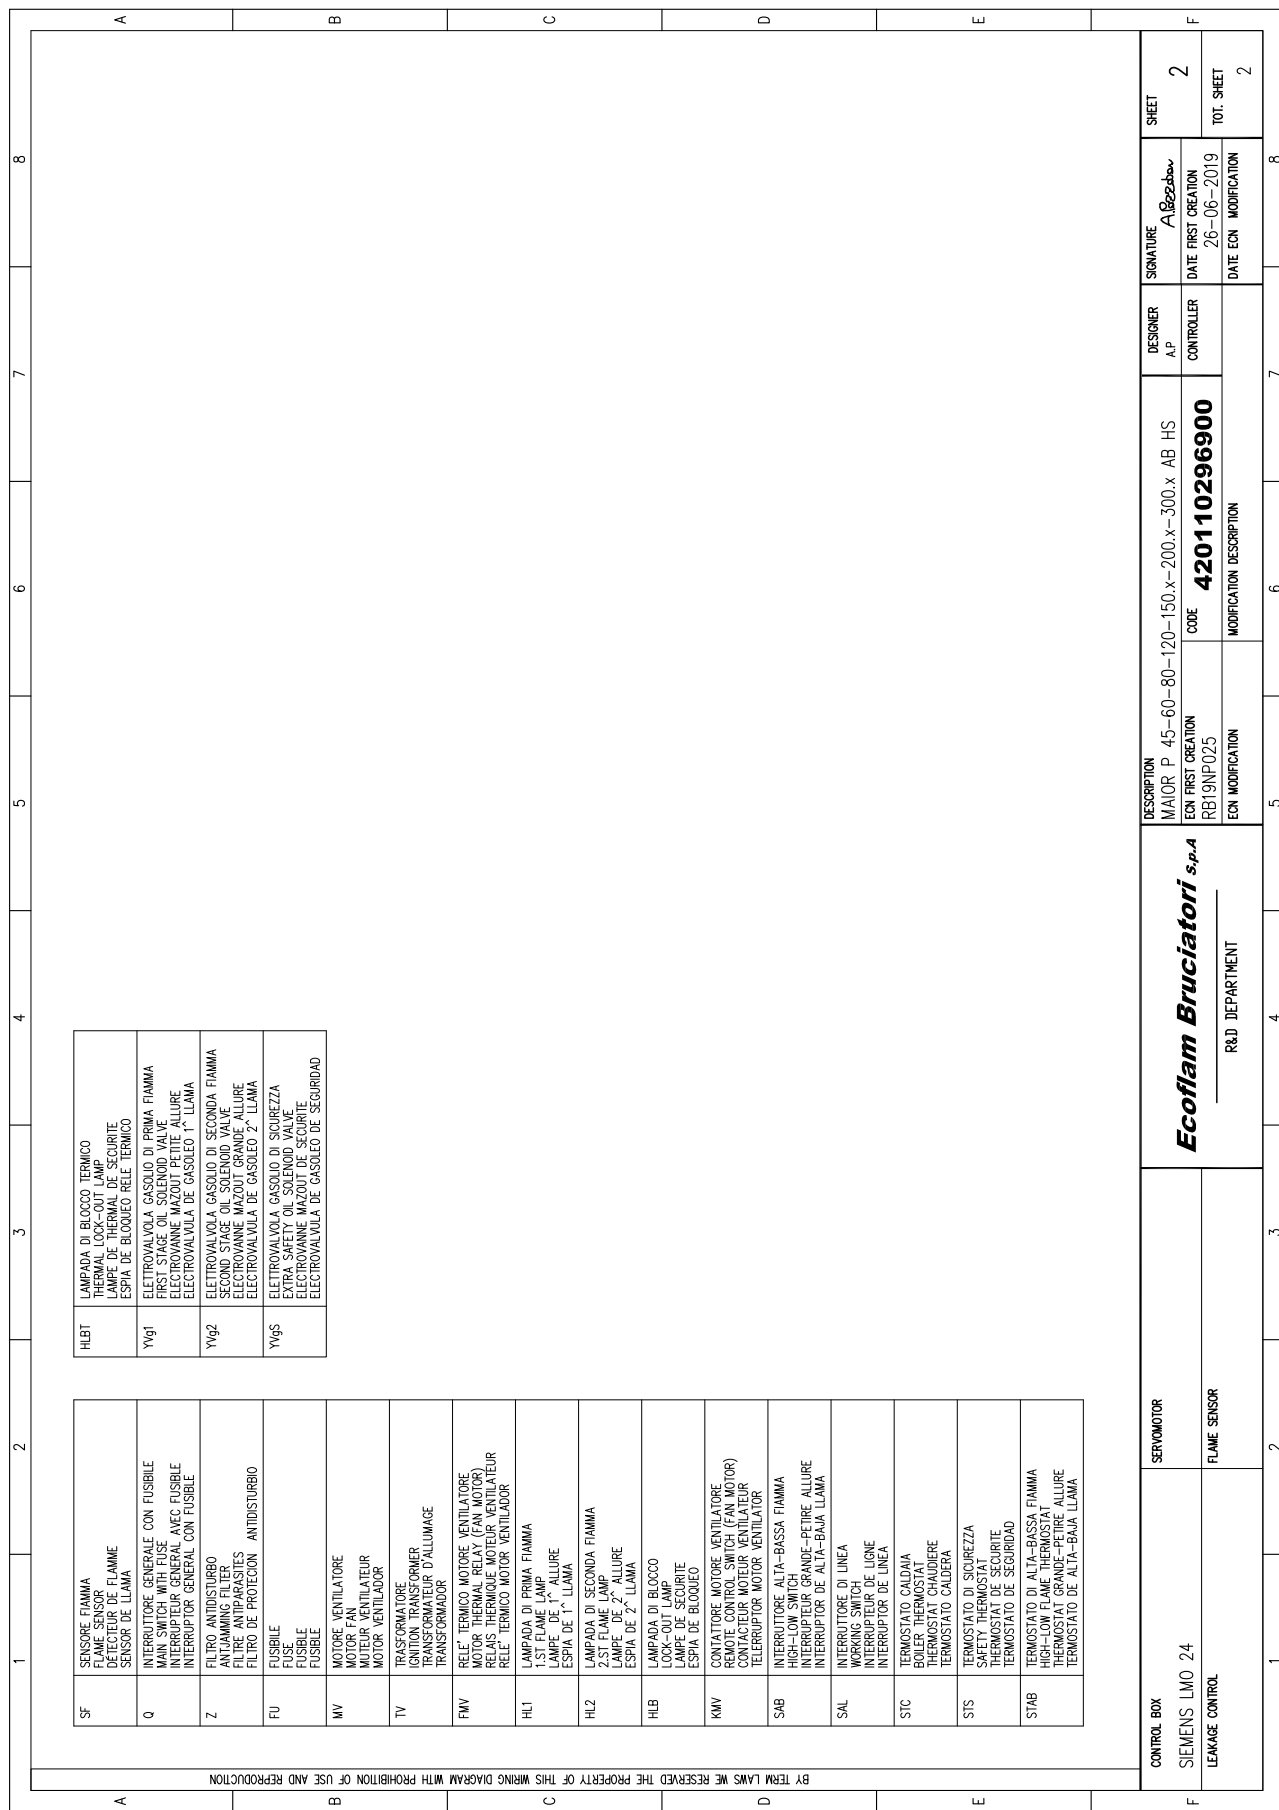 1
2
3
4
5
6
7
8
A
B
C
D
E
F
SF
SENSORE FIAMMA
FLAME SENSOR
DÉTECTEUR DE FLAMME
SENSOR DE LLAMA
Q
INTERRUTTORE GENERALE CON FUSIBILE
MAIN SWITCH WITH FUSE
INTERRUPTEUR GENERAL AVEC FUSIBLE
INTERRUPTOR GENERAL CON FUSIBLE
Z
FILTRO ANTIDISTURBO
ANTIJAMMING FILTER
FILTRE ANTIPARASITES
FILTRO DE PROTECION ANTIDISTURBIO
FU
FUSIBILE
FUSE
FUSIBLE
FUSIBLE
MV
MOTORE VENTILATORE
MOTOR FAN
MUTEUR VENTILATEUR
MOTOR VENTILADOR
TV
TRASFORMATORE
IGNITION TRANSFORMER
TRANSFORMATEUR D'ALLUMAGE
TRANSFORMADOR
FMV
RELE' TERMICO MOTORE VENTILATORE
MOTOR THERMAL RELAY (FAN MOTOR)
RELAIS THERMIQUE MOTEUR VENTILATEUR
RELE' TERMICO MOTOR VENTILADOR
HL1
LAMPADA DI PRIMA FIAMMA
1.ST FLAME LAMP
LAMPE DE 1^ ALLURE
ESPIA DE 1^ LLAMA
HL2
LAMPADA DI SECONDA FIAMMA
2.ST FLAME LAMP
LAMPE DE 2^ ALLURE
ESPIA DE 2^ LLAMA
HLB
LAMPADA DI BLOCCO
LOCK-OUT LAMP
LAMPE DE SECURITE
ESPIA DE BLOQUEO
KMV
CONTATTORE MOTORE VENTILATORE
REMOTE CONTROL SWITCH (FAN MOTOR)
CONTACTEUR MOTEUR VENTILATEUR
TELERRUPTOR MOTOR VENTILATOR
SAB
INTERRUTTORE ALTA-BASSA FIAMMA
HIGH-LOW SWITCH
INTERRUPTEUR GRANDE-PETIRE ALLURE
INTERRUPTOR DE ALTA-BAJA LLAMA
SAL
INTERRUTTORE DI LINEA
WORKING SWITCH
INTERRUPTEUR DE LIGNE
INTERRUPTOR DE LINEA
STC
TERMOSTATO CALDAIA
BOILER THERMOSTAT
THERMOSTAT CHAUDIERE
TERMOSTATO CALDERA
STS
TERMOSTATO DI SICUREZZA
SAFETY THERMOSTAT
THERMOSTAT DE SECURITE
TERMOSTATO DE SEGURIDAD
STAB
TERMOSTATO DI ALTA-BASSA FIAMMA
HIGH-LOW FLAME THERMOSTAT
THERMOSTAT GRANDE-PETIRE ALLURE
TERMOSTATO DE ALTA-BAJA LLAMA
HLBT
LAMPADA DI BLOCCO TERMICO
THERMAL LOCK-OUT LAMP
LAMPE DE THERMAL DE SECURITE
ESPIA DE BLOQUEO RELE TERMICO
YVg1
ELETTROVALVOLA GASOLIO DI PRIMA FIAMMA
FIRST STAGE OIL SOLENOID VALVE
ELECTROVANNE MAZOUT PETITE ALLURE
ELECTROVALVULA DE GASOLEO 1^ LLAMA
YVg2
ELETTROVALVOLA GASOLIO DI SECONDA FIAMMA
SECOND STAGE OIL SOLENOID VALVE
ELECTROVANNE MAZOUT GRANDE ALLURE
ELECTROVALVULA DE GASOLEO 2^ LLAMA
YVgS
ELETTROVALVOLA GASOLIO DI SICUREZZA
EXTRA SAFETY OIL SOLENOID VALVE
ELECTROVANNE MAZOUT DE SECURITE
ELECTROVALVULA DE GASOLEO DE SEGURIDAD
BY TERM LAWS WE RESERVED THE PROPERTY OF THIS WIRING DIAGRAM WITH PROHIBITION OF USE AND REPRODUCTION
CONTROL BOX
SIEMENS LMO 24
LEAKAGE CONTROL
SERVOMOTOR
FLAME SENSOR
Ecoflam Bruciatori s.p.A
R&D DEPARTMENT
DESCRIPTION
MAIOR P 45-60-80-120-150.x-200.x-300.x AB HS
ECN FIRST CREATION
RB19NP025
CODE
420110296900
ECN MODIFICATION
MODIFICATION DESCRIPTION
DESIGNER
A.P
CONTROLLER
SIGNATURE
DATE FIRST CREATION
26-06-2019
DATE ECN MODIFICATION
SHEET
2
TOT. SHEET
2
1
2
3
4
5
6
7
8
A
B
C
D
E
F